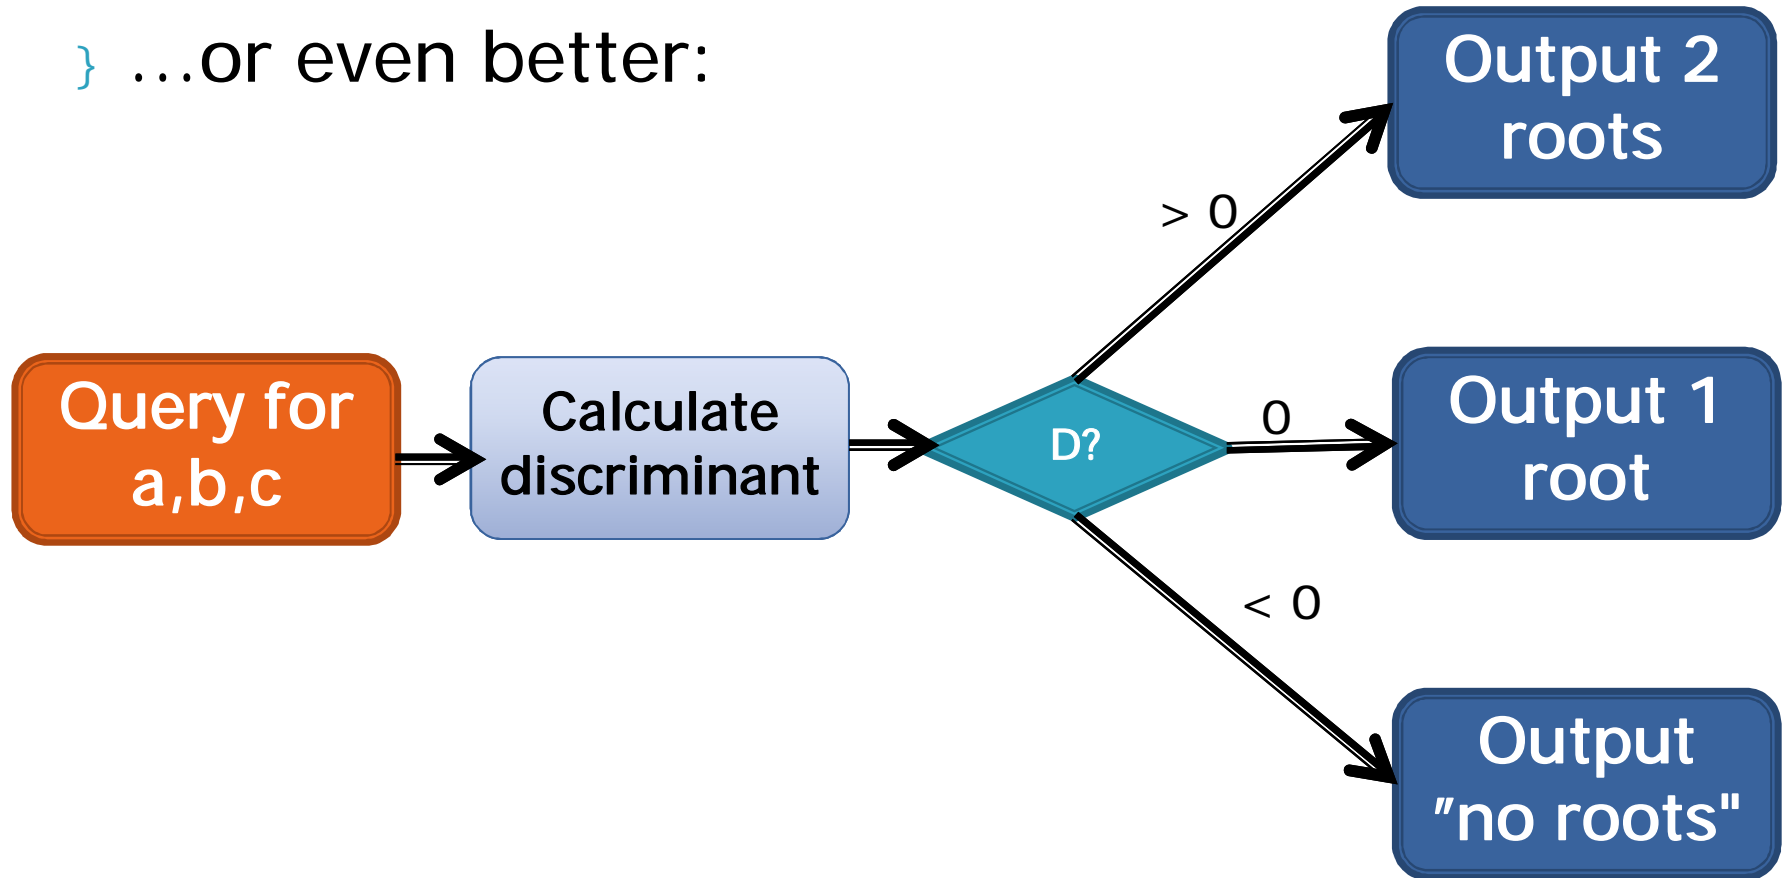 } ...or even better:
Query for
a,b,c
Calculate
discriminant
D?
> 0
Output 2
roots
0
Output 1
root
< 0
Output
"no roots"